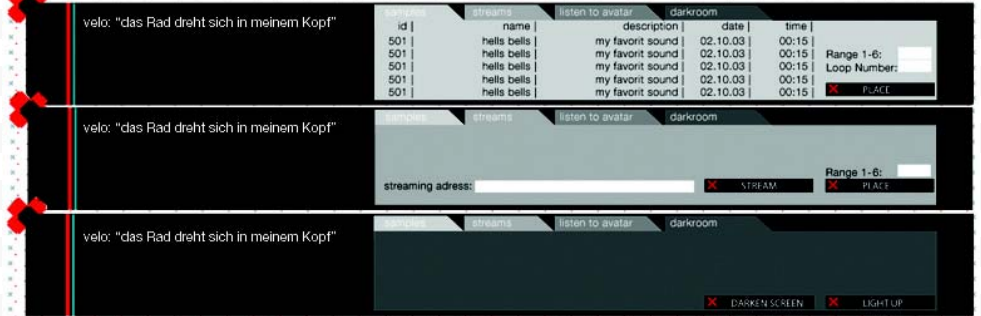 samples streams listen to avatar darkroom
velo: "das Rad dreht sich in meinem Kopf"
id | name | description | date | time |
501 | hells bells | my favorit sound | 02.10.03 | 00:15 |
501 | hells bells | my favorit sound | 02.10.03 | 00:15 | Range 1-6:
501 | hells bells | my favorit sound | 02.10.03 | 00:15 | Loop Number:
501 | hells bells | my favorit sound | 02.10.03 | 00:15 |
501 | hells bells | my favorit sound | 02.10.03 | 00:15 | PLACE
samples streams listen to avatar darkroom
velo: "das Rad dreht sich in meinem Kopf"
Range 1-6:
streaming adress: STREAM PLACE
samples streams listen to avatar darkroom
velo: "das Rad dreht sich in meinem Kopf"
DARKEN SCREEN LIGHT UP